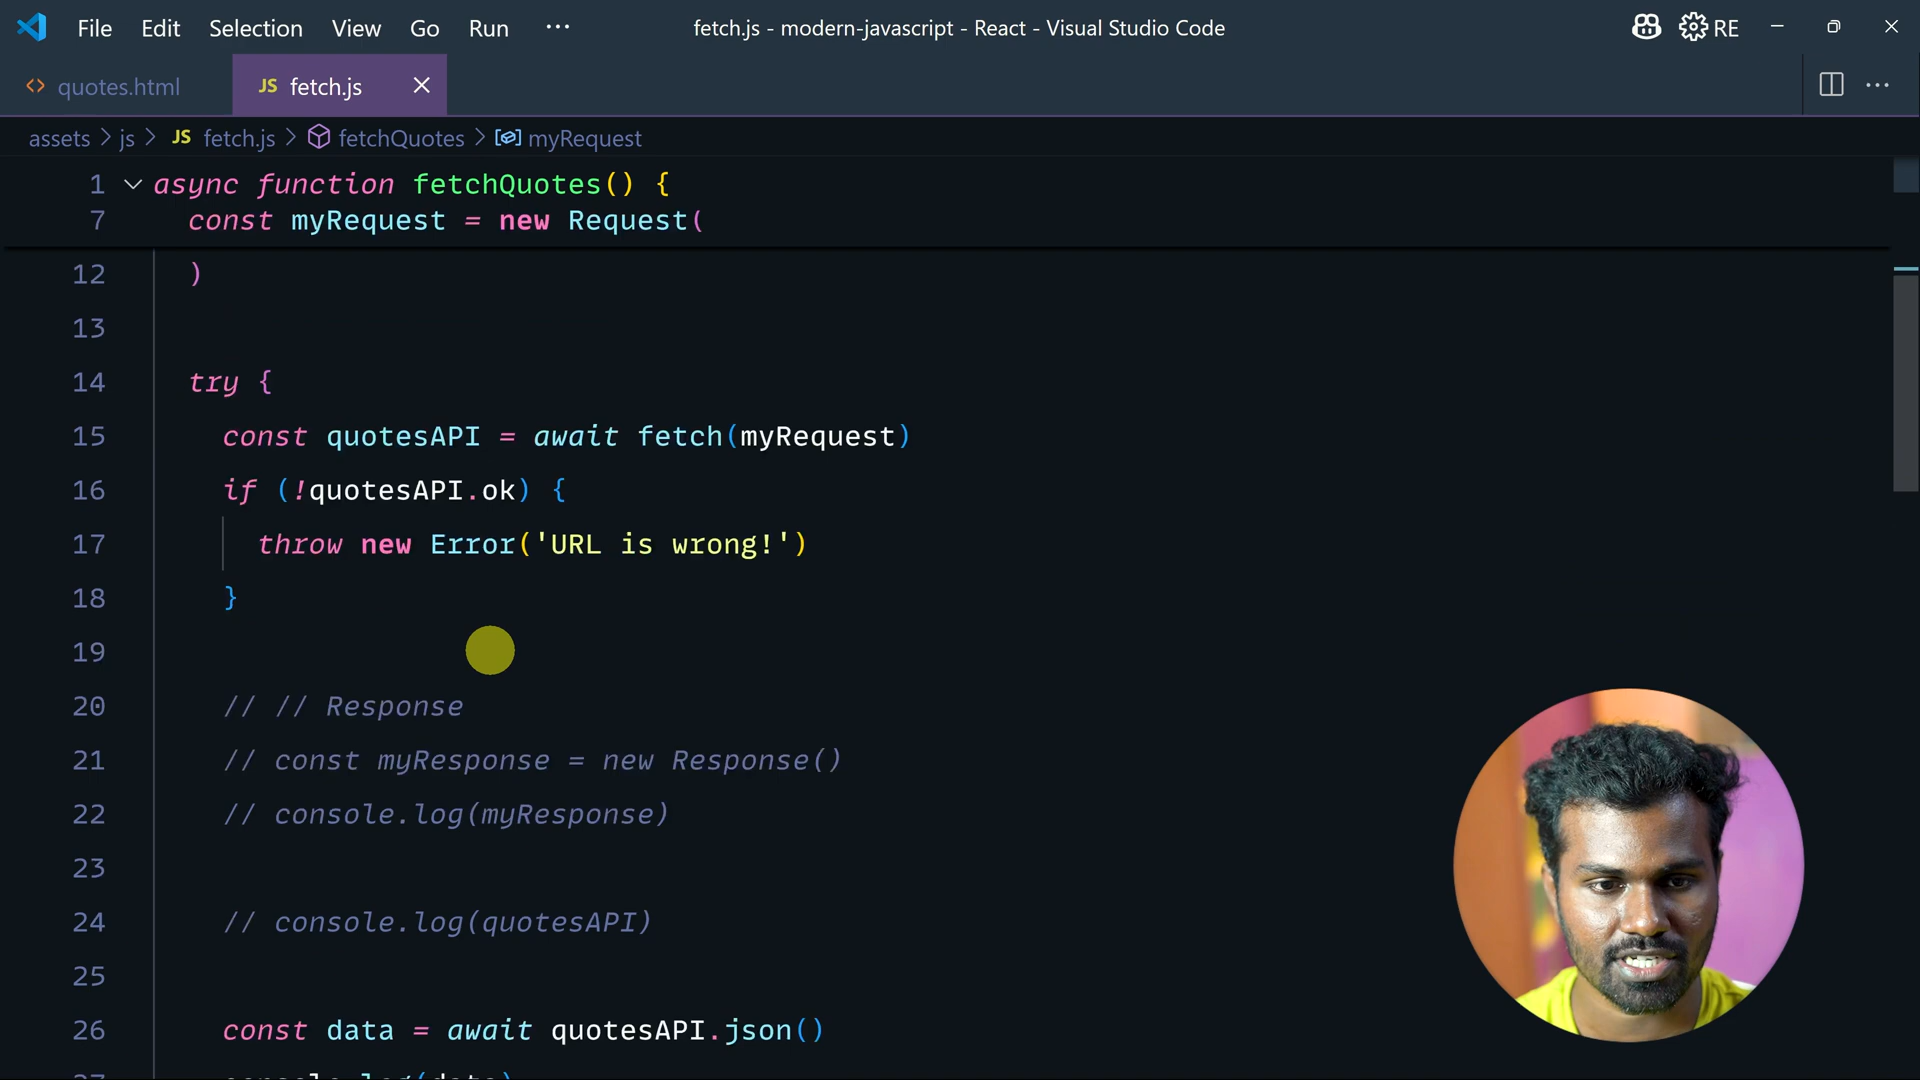 File Edit Selection View Go Run ··· fetch.js - modern-javascript - React - Visual Studio Code RE
quotes.html JS fetch.js
assets > js > JS fetch.js > fetchQuotes > myRequest
1 async function fetchQuotes() {
7 const myRequest = new Request(
12 )
13
14 try {
15 const quotesAPI = await fetch(myRequest)
16 if (!quotesAPI.ok) {
17 throw new Error('URL is wrong!')
18 }
19
20 // // Response
21 // const myResponse = new Response()
22 // console.log(myResponse)
23
24 // console.log(quotesAPI)
25
26 const data = await quotesAPI.json()
27 console.log(data)